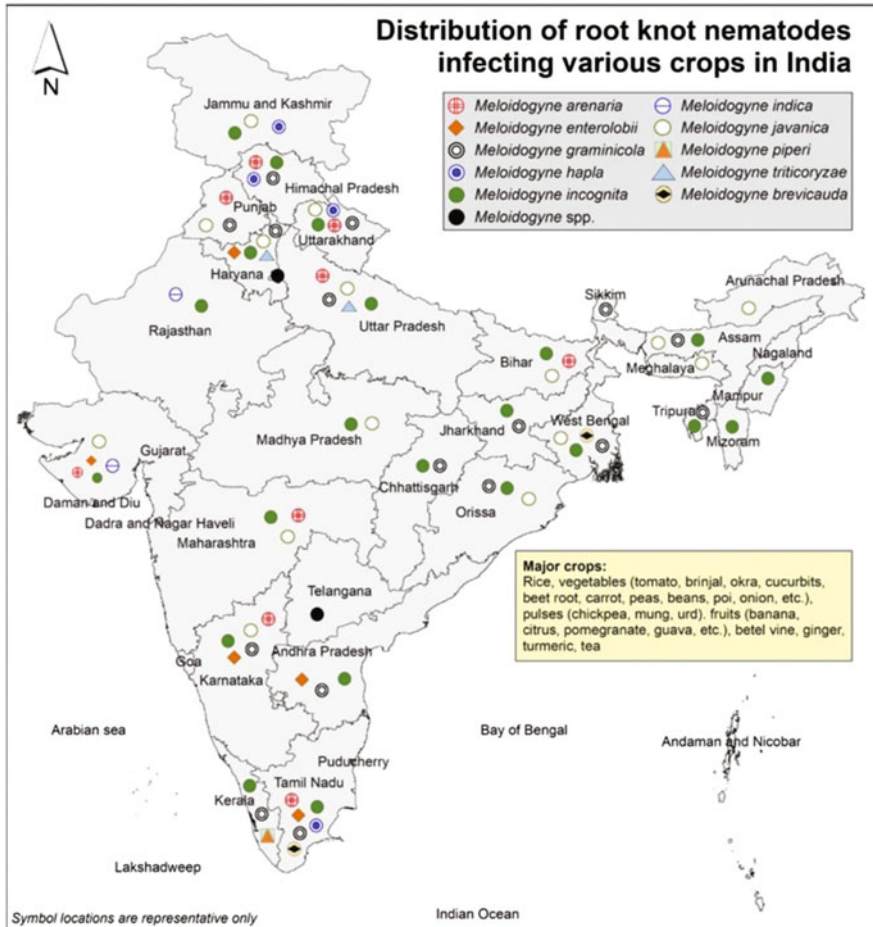 Distribution of root knot nematodes
infecting various crops in India
N
Meloidogyne arenaria
Meloidogyne enterolobii
Meloidogyne graminicola
Meloidogyne hapla
Meloidogyne incognita
Meloidogyne spp.
Meloidogyne indica
Meloidogyne javanica
Meloidogyne piperi
Meloidogyne triticoryzae
Meloidogyne brevicauda
Jammu and Kashmir
Himachal Pradesh
Punjab
Uttarakhand
Haryana
Rajasthan
Uttar Pradesh
Sikkim
Arunachal Pradesh
Assam
Nagaland
Meghalaya
Manipur
Bihar
Tripura
Mizoram
Jharkhand
West Bengal
Madhya Pradesh
Gujarat
Chhattisgarh
Orissa
Daman and Diu
Dadra and Nagar Haveli
Maharashtra
Telangana
Major crops:
Rice, vegetables (tomato, brinjal, okra, cucurbits,
beet root, carrot, peas, beans, poi, onion, etc.),
pulses (chickpea, mung, urd). fruits (banana,
citrus, pomegranate, guava, etc.), betel vine, ginger,
turmeric, tea
Goa
Karnataka
Andhra Pradesh
Arabian sea
Bay of Bengal
Andaman and Nicobar
Puducherry
Tamil Nadu
Kerala
Lakshadweep
Indian Ocean
Symbol locations are representative only